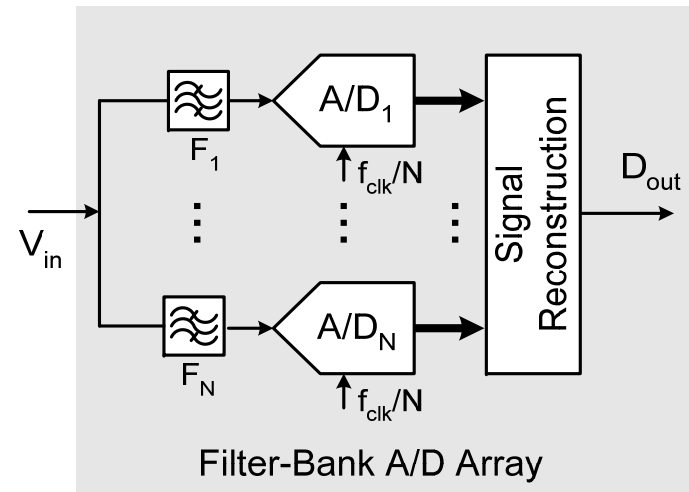 A/D1
F1
fclk/N
Vin
Signal
Reconstruction
Dout
A/DN
FN
fclk/N
Filter-Bank A/D Array